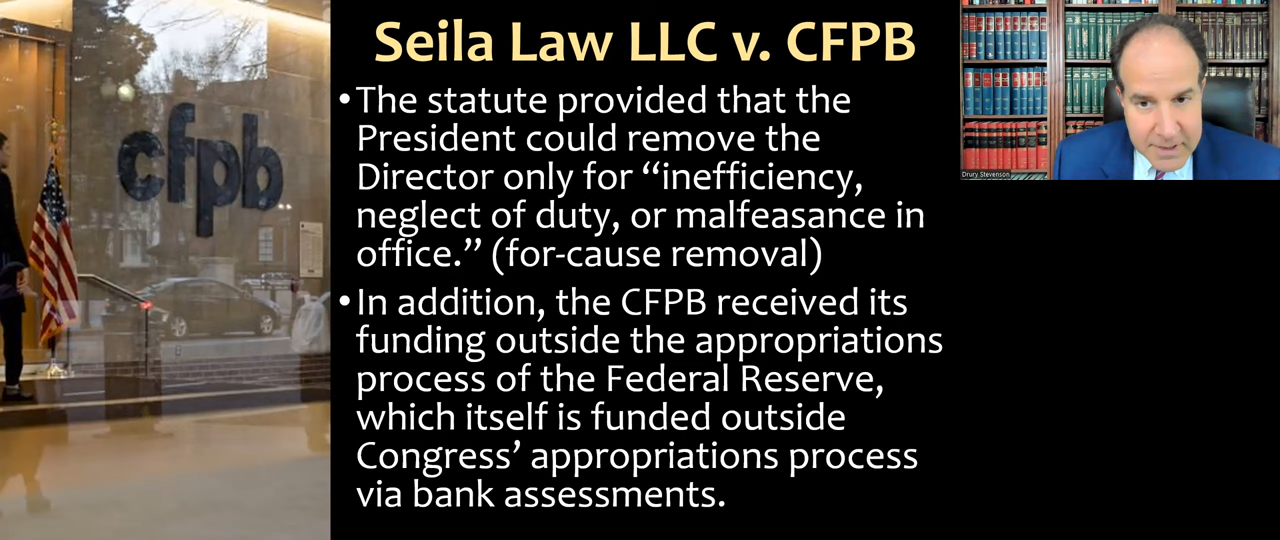 Seila Law LLC v. CFPB
•The statute provided that the
President could remove the
Director only for “inefficiency,
neglect of duty, or malfeasance in
office.” (for-cause removal)
•In addition, the CFPB received its
funding outside the appropriations
process of the Federal Reserve,
which itself is funded outside
Congress’ appropriations process
via bank assessments.
cfpb
Drury Stevenson